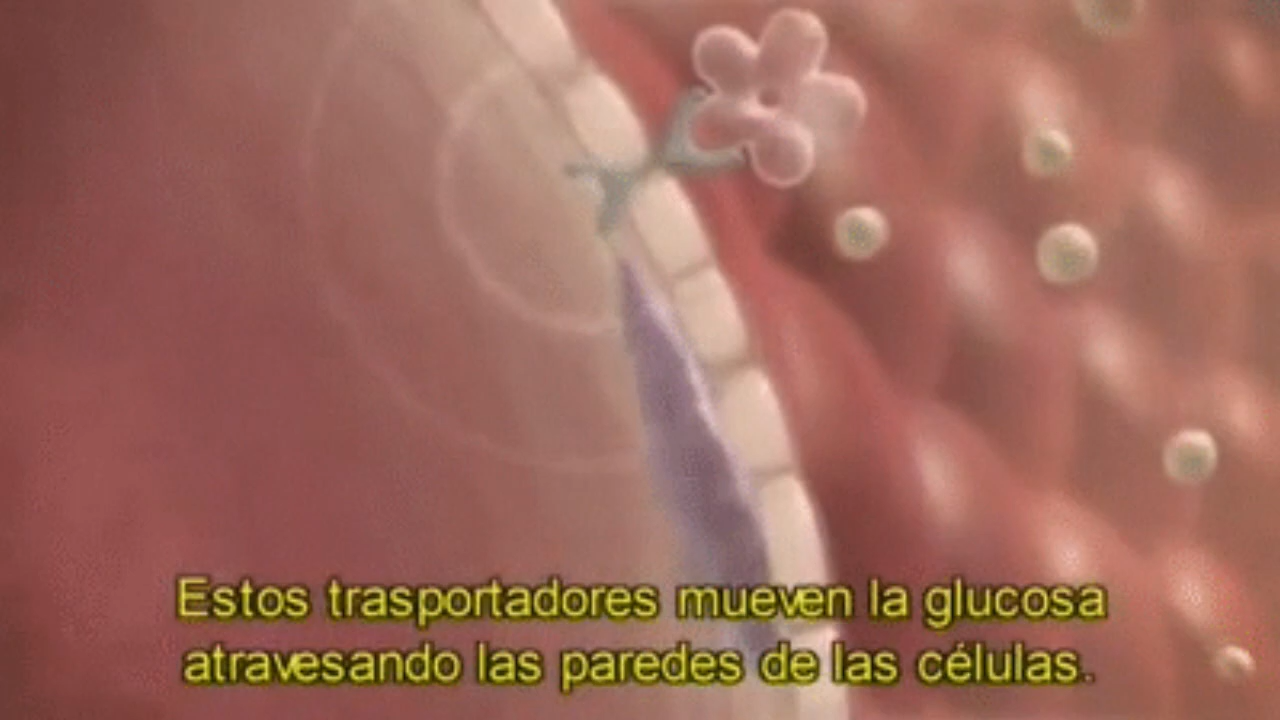 Estos trasportadores mueven la glucosa
atravesando las paredes de las células.